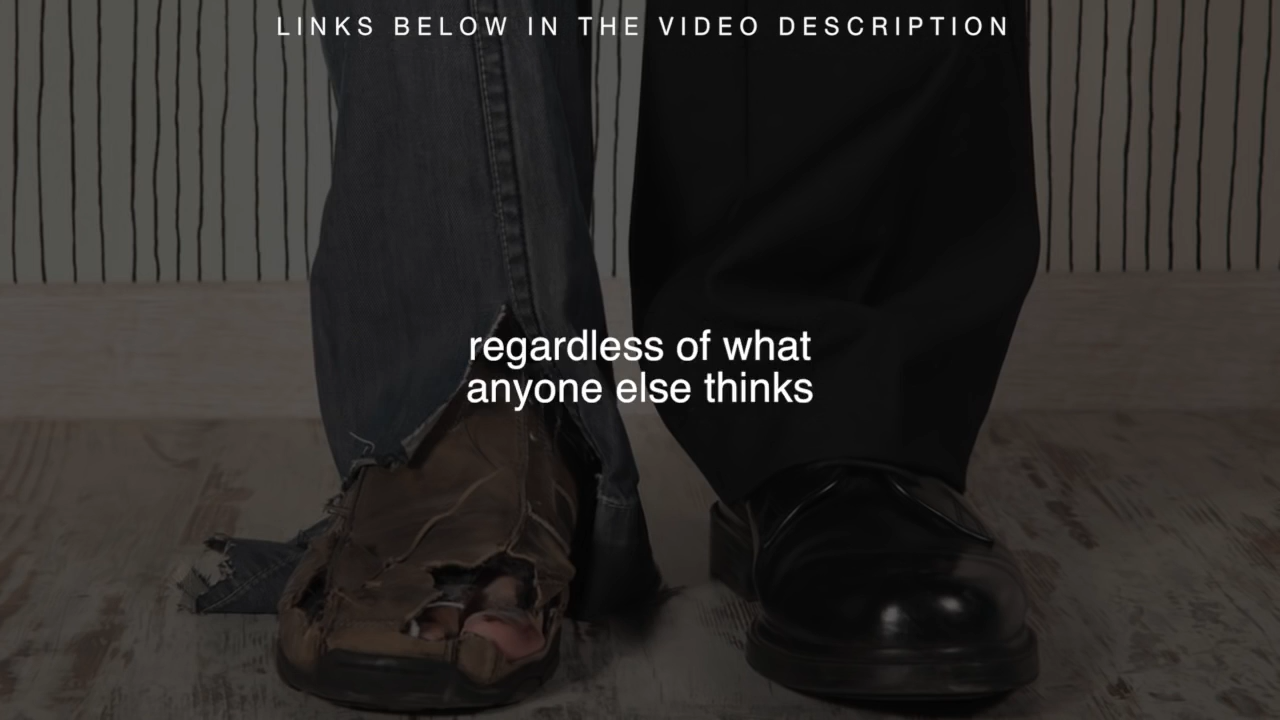 LINKS BELOW IN THE VIDEO DESCRIPTION
regardless of what
anyone else thinks